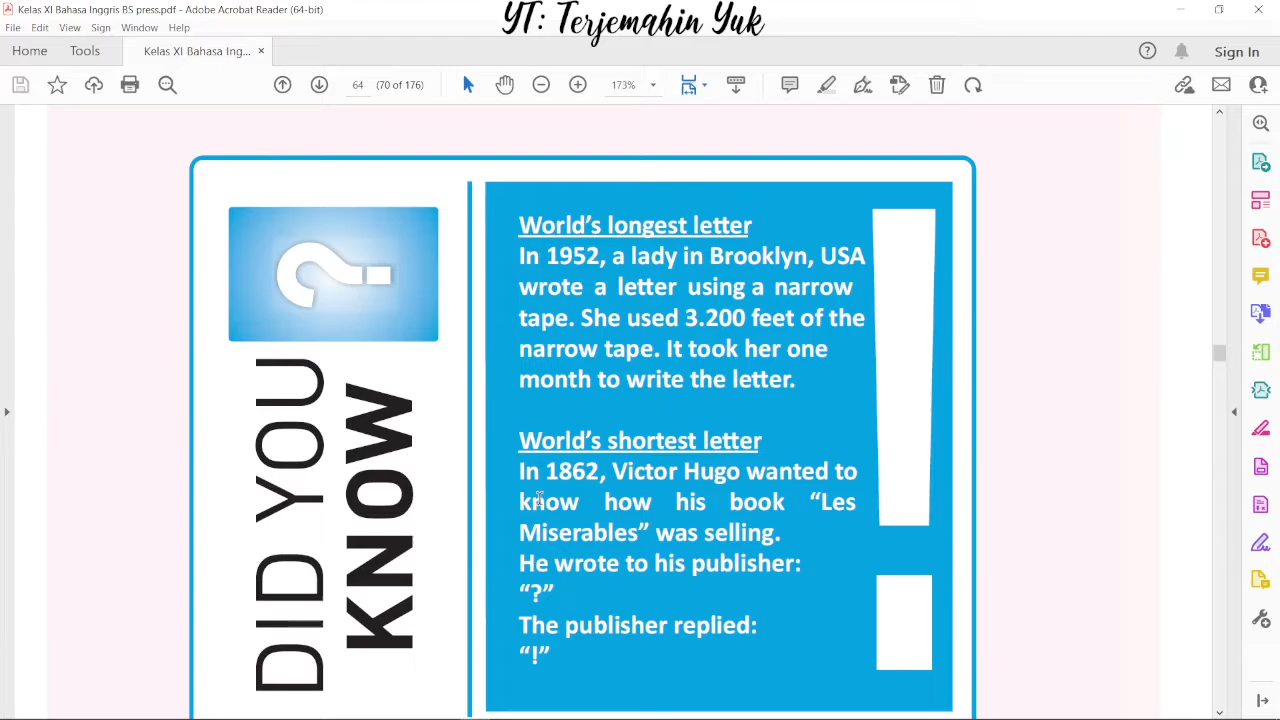 Kelas XI Bahasa Inggris BS press.pdf - Adobe Acrobat Reader (64-bit)
YT: Terjemahin Yuk
File Edit View Sign Window Help
Home Tools Kelas XI Bahasa Ing... × Sign In
64 (70 of 176) 173%
?
DID YOU
KNOW
World's longest letter
In 1952, a lady in Brooklyn, USA
wrote a letter using a narrow
tape. She used 3.200 feet of the
narrow tape. It took her one
month to write the letter.
World's shortest letter
In 1862, Victor Hugo wanted to
know how his book “Les
Miserables” was selling.
He wrote to his publisher:
“?”
The publisher replied:
“!”
!